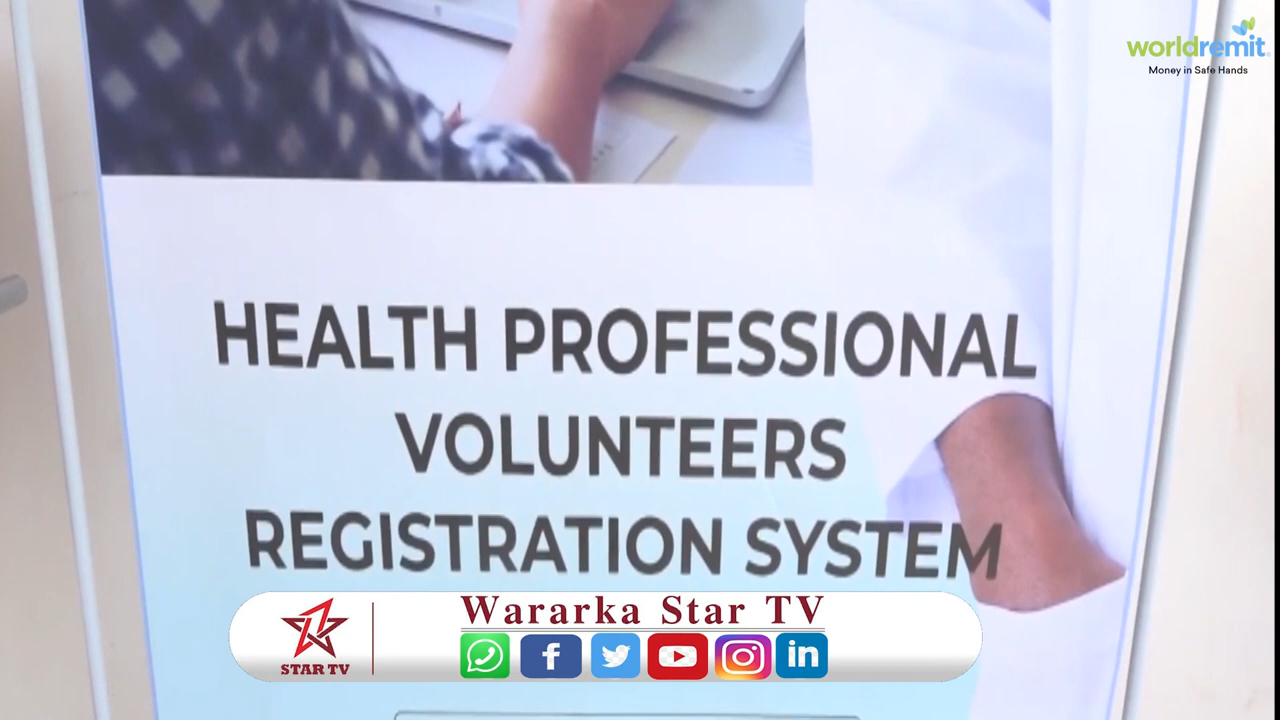 worldremit
Money in Safe Hands
HEALTH PROFESSIONAL
VOLUNTEERS
REGISTRATION SYSTEM
Wararka Star TV
STAR TV